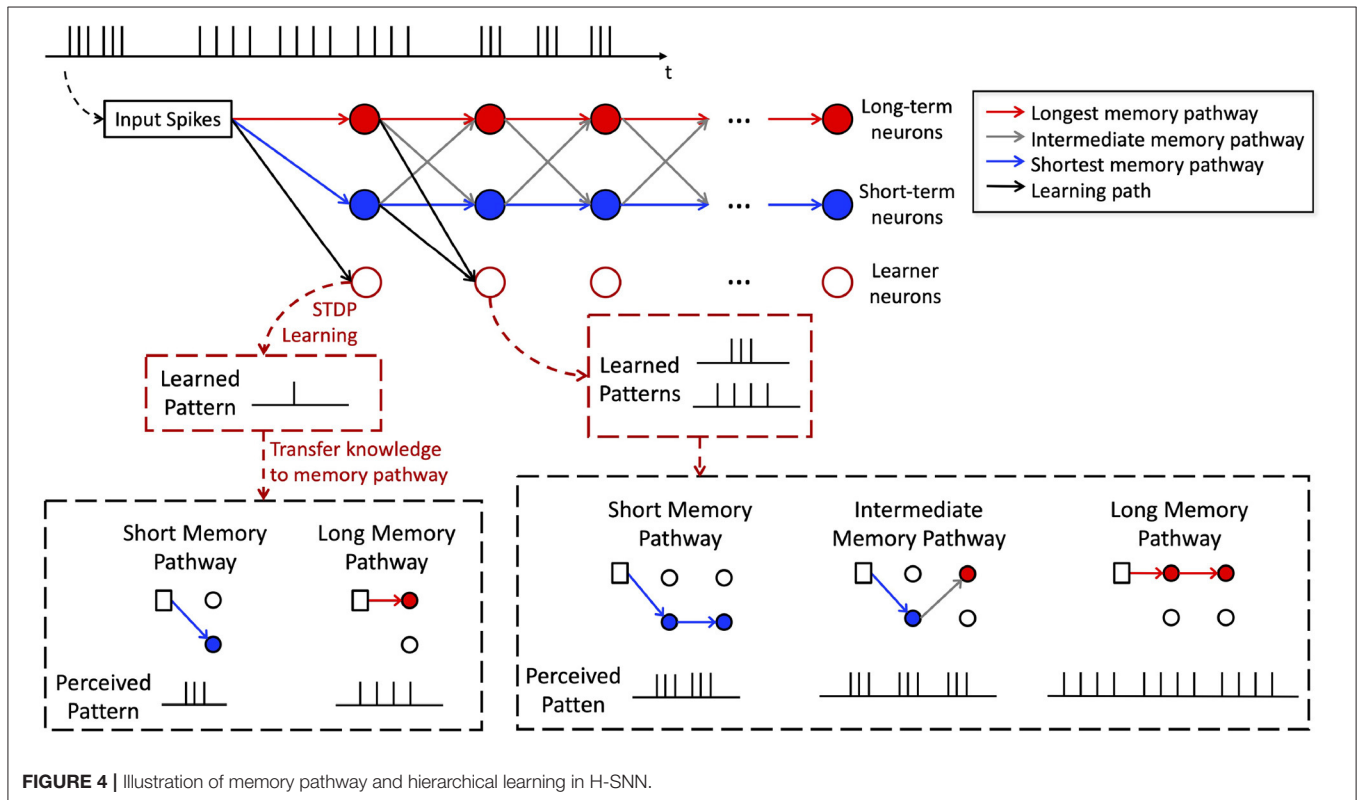 t
Input Spikes
Long-term
neurons
Short-term
neurons
Learner
neurons
Longest memory pathway
Intermediate memory pathway
Shortest memory pathway
Learning path
...
...
...
STDP
Learning
Learned
Pattern
Learned
Patterns
Transfer knowledge
to memory pathway
Short Memory
Pathway
Long Memory
Pathway
Perceived
Pattern
Short Memory
Pathway
Intermediate
Memory Pathway
Long Memory
Pathway
Perceived
Patten
FIGURE 4 | Illustration of memory pathway and hierarchical learning in H-SNN.